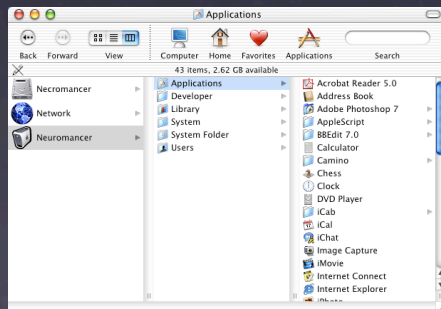 Applications
Back Forward View Computer Home Favorites Applications Search
43 items, 2.62 GB available
Necromancer
Network
Neuromancer
Applications
Developer
Library
System
System Folder
Users
Acrobat Reader 5.0
Address Book
Adobe Photoshop 7
AppleScript
BBEdit 7.0
Calculator
Camino
Chess
Clock
DVD Player
iCab
iCal
iChat
Image Capture
iMovie
Internet Connect
Internet Explorer
iPhoto